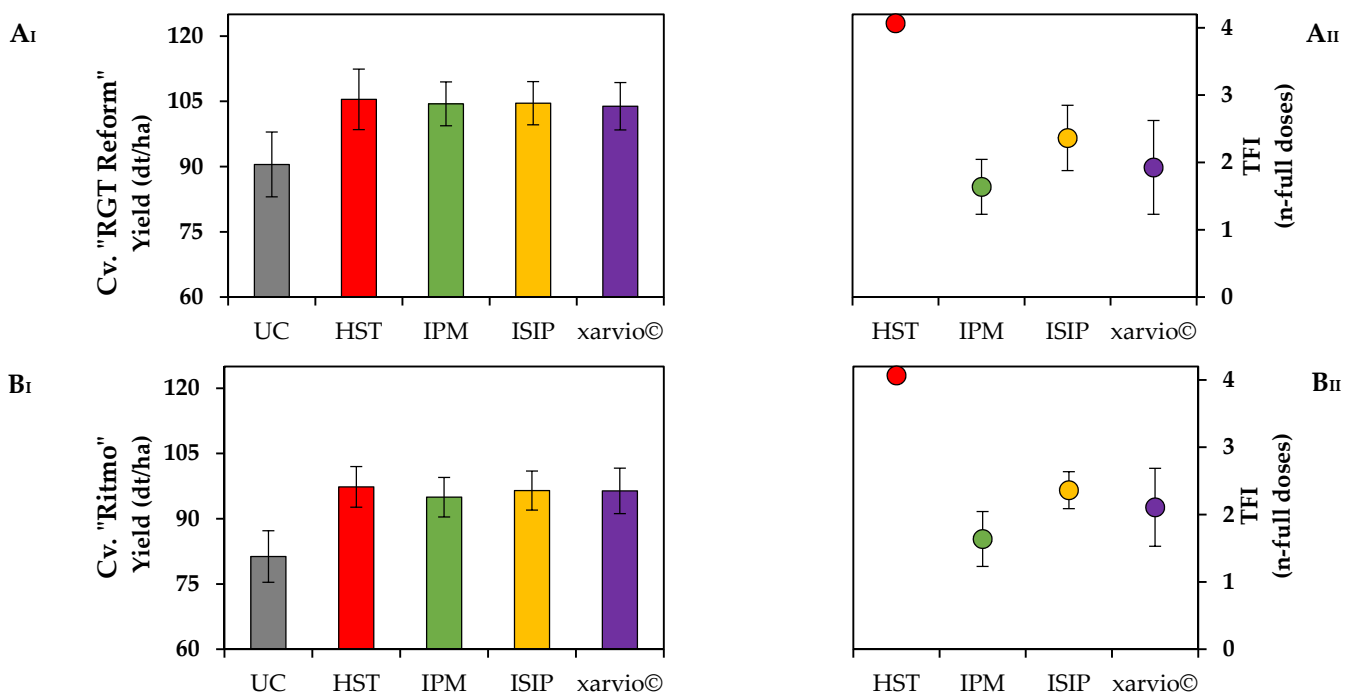 AI
Cv. "RGT Reform"
Yield (dt/ha)
120
105
90
75
60
UC HST IPM ISIP xarvio©
AII
4
3
2
1
0
TFI
(n-full doses)
HST IPM ISIP xarvio©
BI
Cv. "Ritmo"
Yield (dt/ha)
120
105
90
75
60
UC HST IPM ISIP xarvio©
BII
4
3
2
1
0
TFI
(n-full doses)
HST IPM ISIP xarvio©